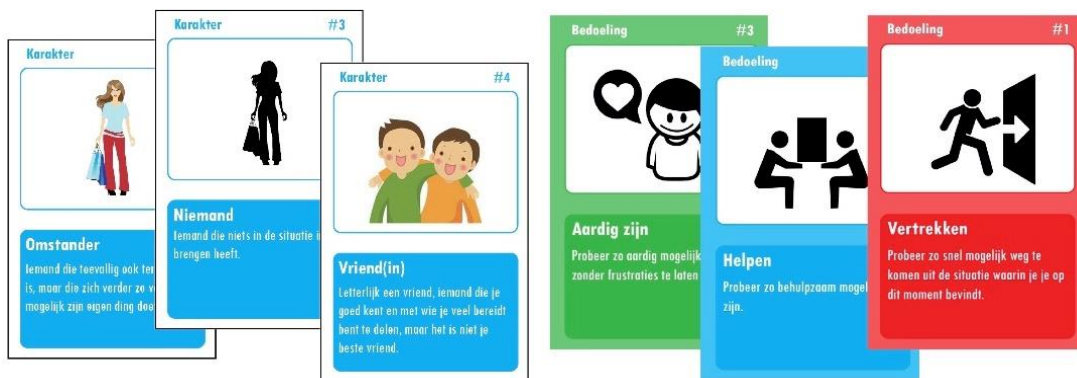 Karakter
Omstander
Iemand die toevallig ook
is, maar die zich verder zo
mogelijk zijn eigen ding
Karakter #3
Niemand
Iemand die niets in de situatie
brengen heeft.
Karakter #4
Vriend(in)
Letterlijk een vriend, iemand die je
goed kent en met wie je veel bereidt
bent te delen, maar het is niet je
beste vriend.
Bedoeling #3
Aardig zijn
Probeer zo aardig mogelijk
zonder frustraties te laten
Bedoeling
Helpen
Probeer zo behulpzaam
zijn.
Bedoeling #1
Vertrekken
Probeer zo snel mogelijk weg te
komen uit de situatie waarin je je op
dit moment bevindt.